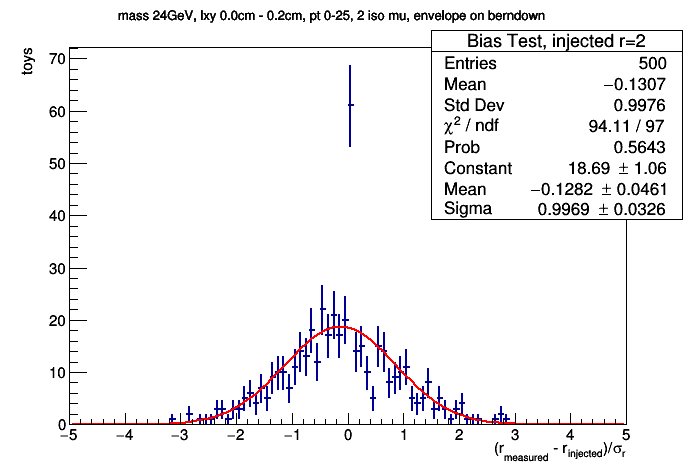 mass 24GeV, lxy 0.0cm - 0.2cm, pt 0-25, 2 iso mu, envelope on berndown
Bias Test, injected r=2
Entries 500
Mean −0.1307
Std Dev 0.9976
χ² / ndf 94.11 / 97
Prob 0.5643
Constant 18.69 ± 1.06
Mean −0.1282 ± 0.0461
Sigma 0.9969 ± 0.0326
toys
70
60
50
40
30
20
10
0
−5 −4 −3 −2 −1 0 1 2 3 4 5
(r_measured - r_injected)/σ_r